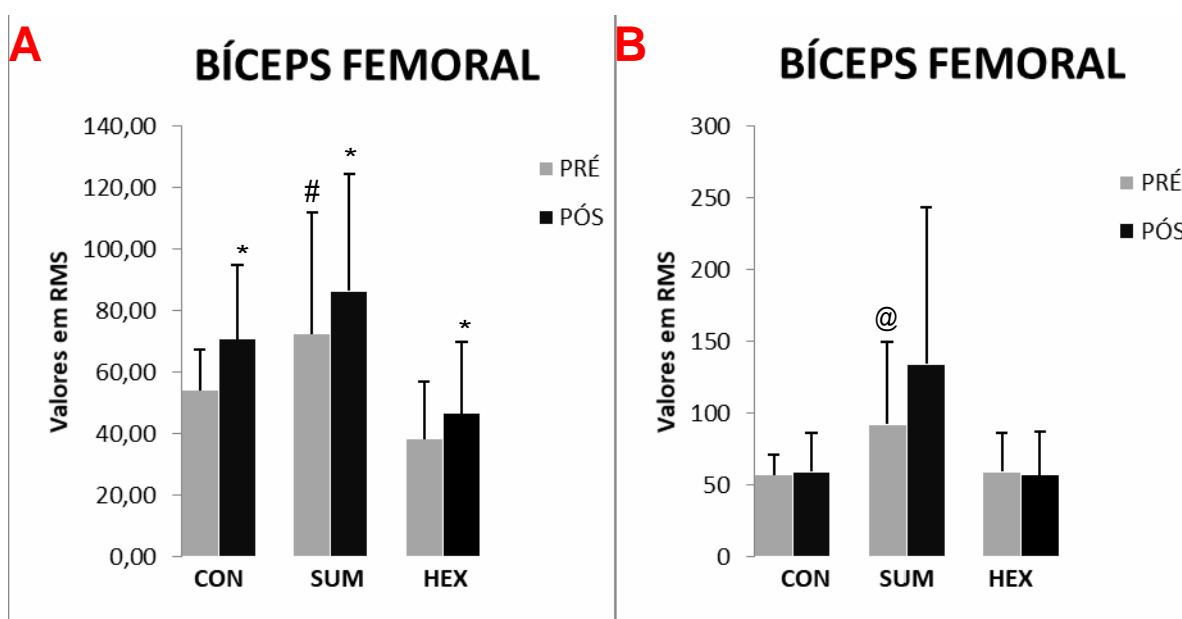 A
BÍCEPS FEMORAL
Valores em RMS
140,00
120,00
100,00
80,00
60,00
40,00
20,00
0,00
*
#
*
*
PRÉ
PÓS
CON SUM HEX
B
BÍCEPS FEMORAL
Valores em RMS
300
250
200
150
100
50
0
@
PRÉ
PÓS
CON SUM HEX